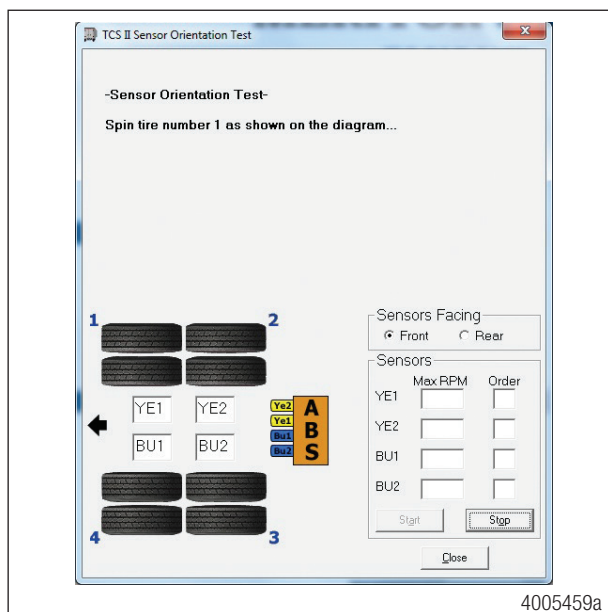 TCS II Sensor Orientation Test
-Sensor Orientation Test-
Spin tire number 1 as shown on the diagram...
1
2
YE1
YE2
BU1
BU2
Ye2
Ye1
Bu1
Bu2
A
B
S
4
3
Sensors Facing
Front
Rear
Sensors
Max RPM
Order
YE1
YE2
BU1
BU2
Start
Stop
Close
4005459a